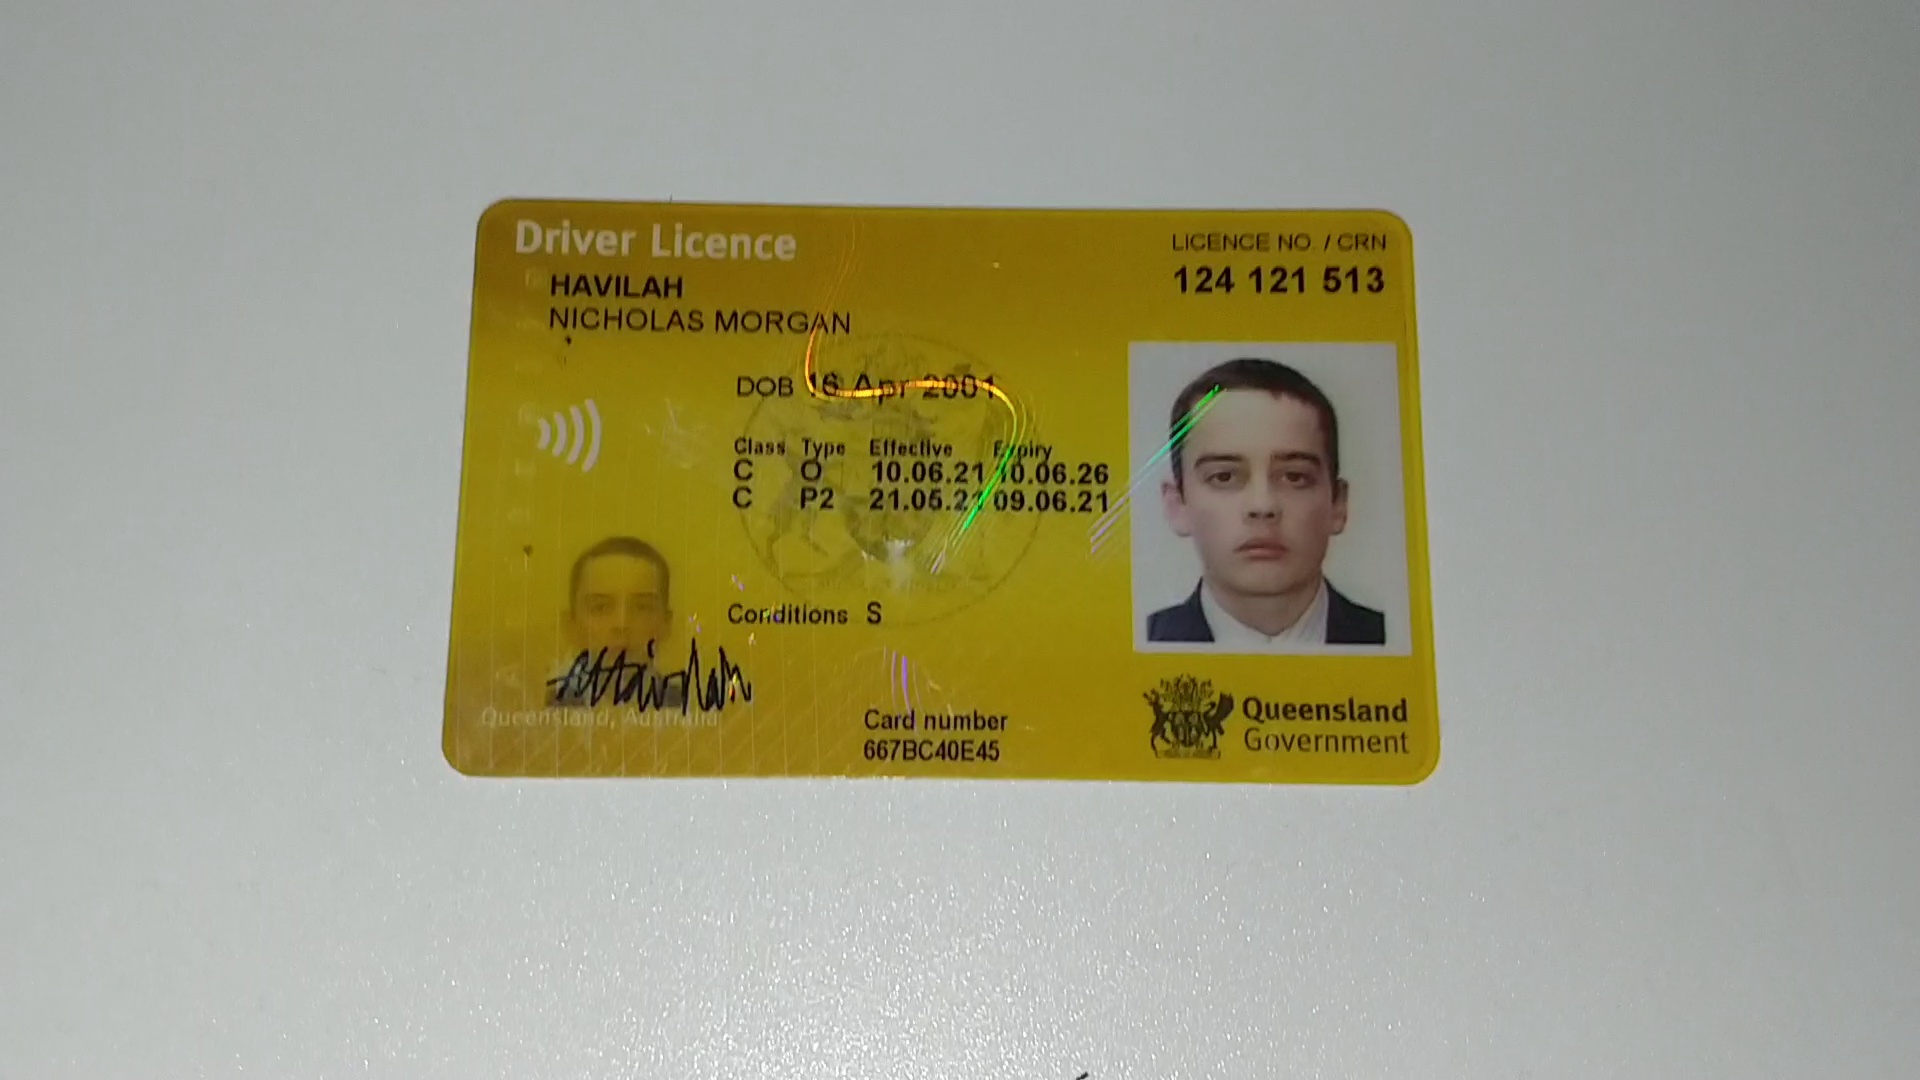 Driver Licence
LICENCE NO. / CRN
HAVILAH
124 121 513
NICHOLAS MORGAN
DOB 16 Apr 2001
Class Type Effective Expiry
C O 10.06.21 10.06.26
C P2 21.05.21 09.06.21
Conditions S
Queensland, Australia
Card number
667BC40E45
Queensland
Government